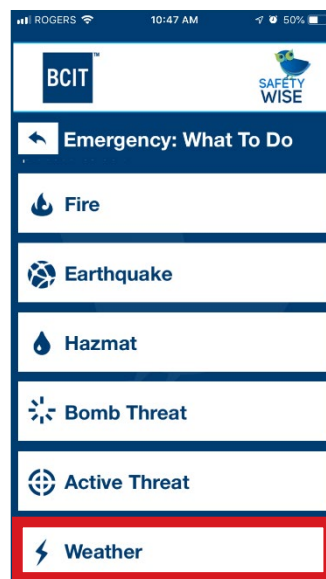 ROGERS 10:47 AM 50%
BCIT™
SAFETY
WISE
Emergency: What To Do
Fire
Earthquake
Hazmat
Bomb Threat
Active Threat
Weather